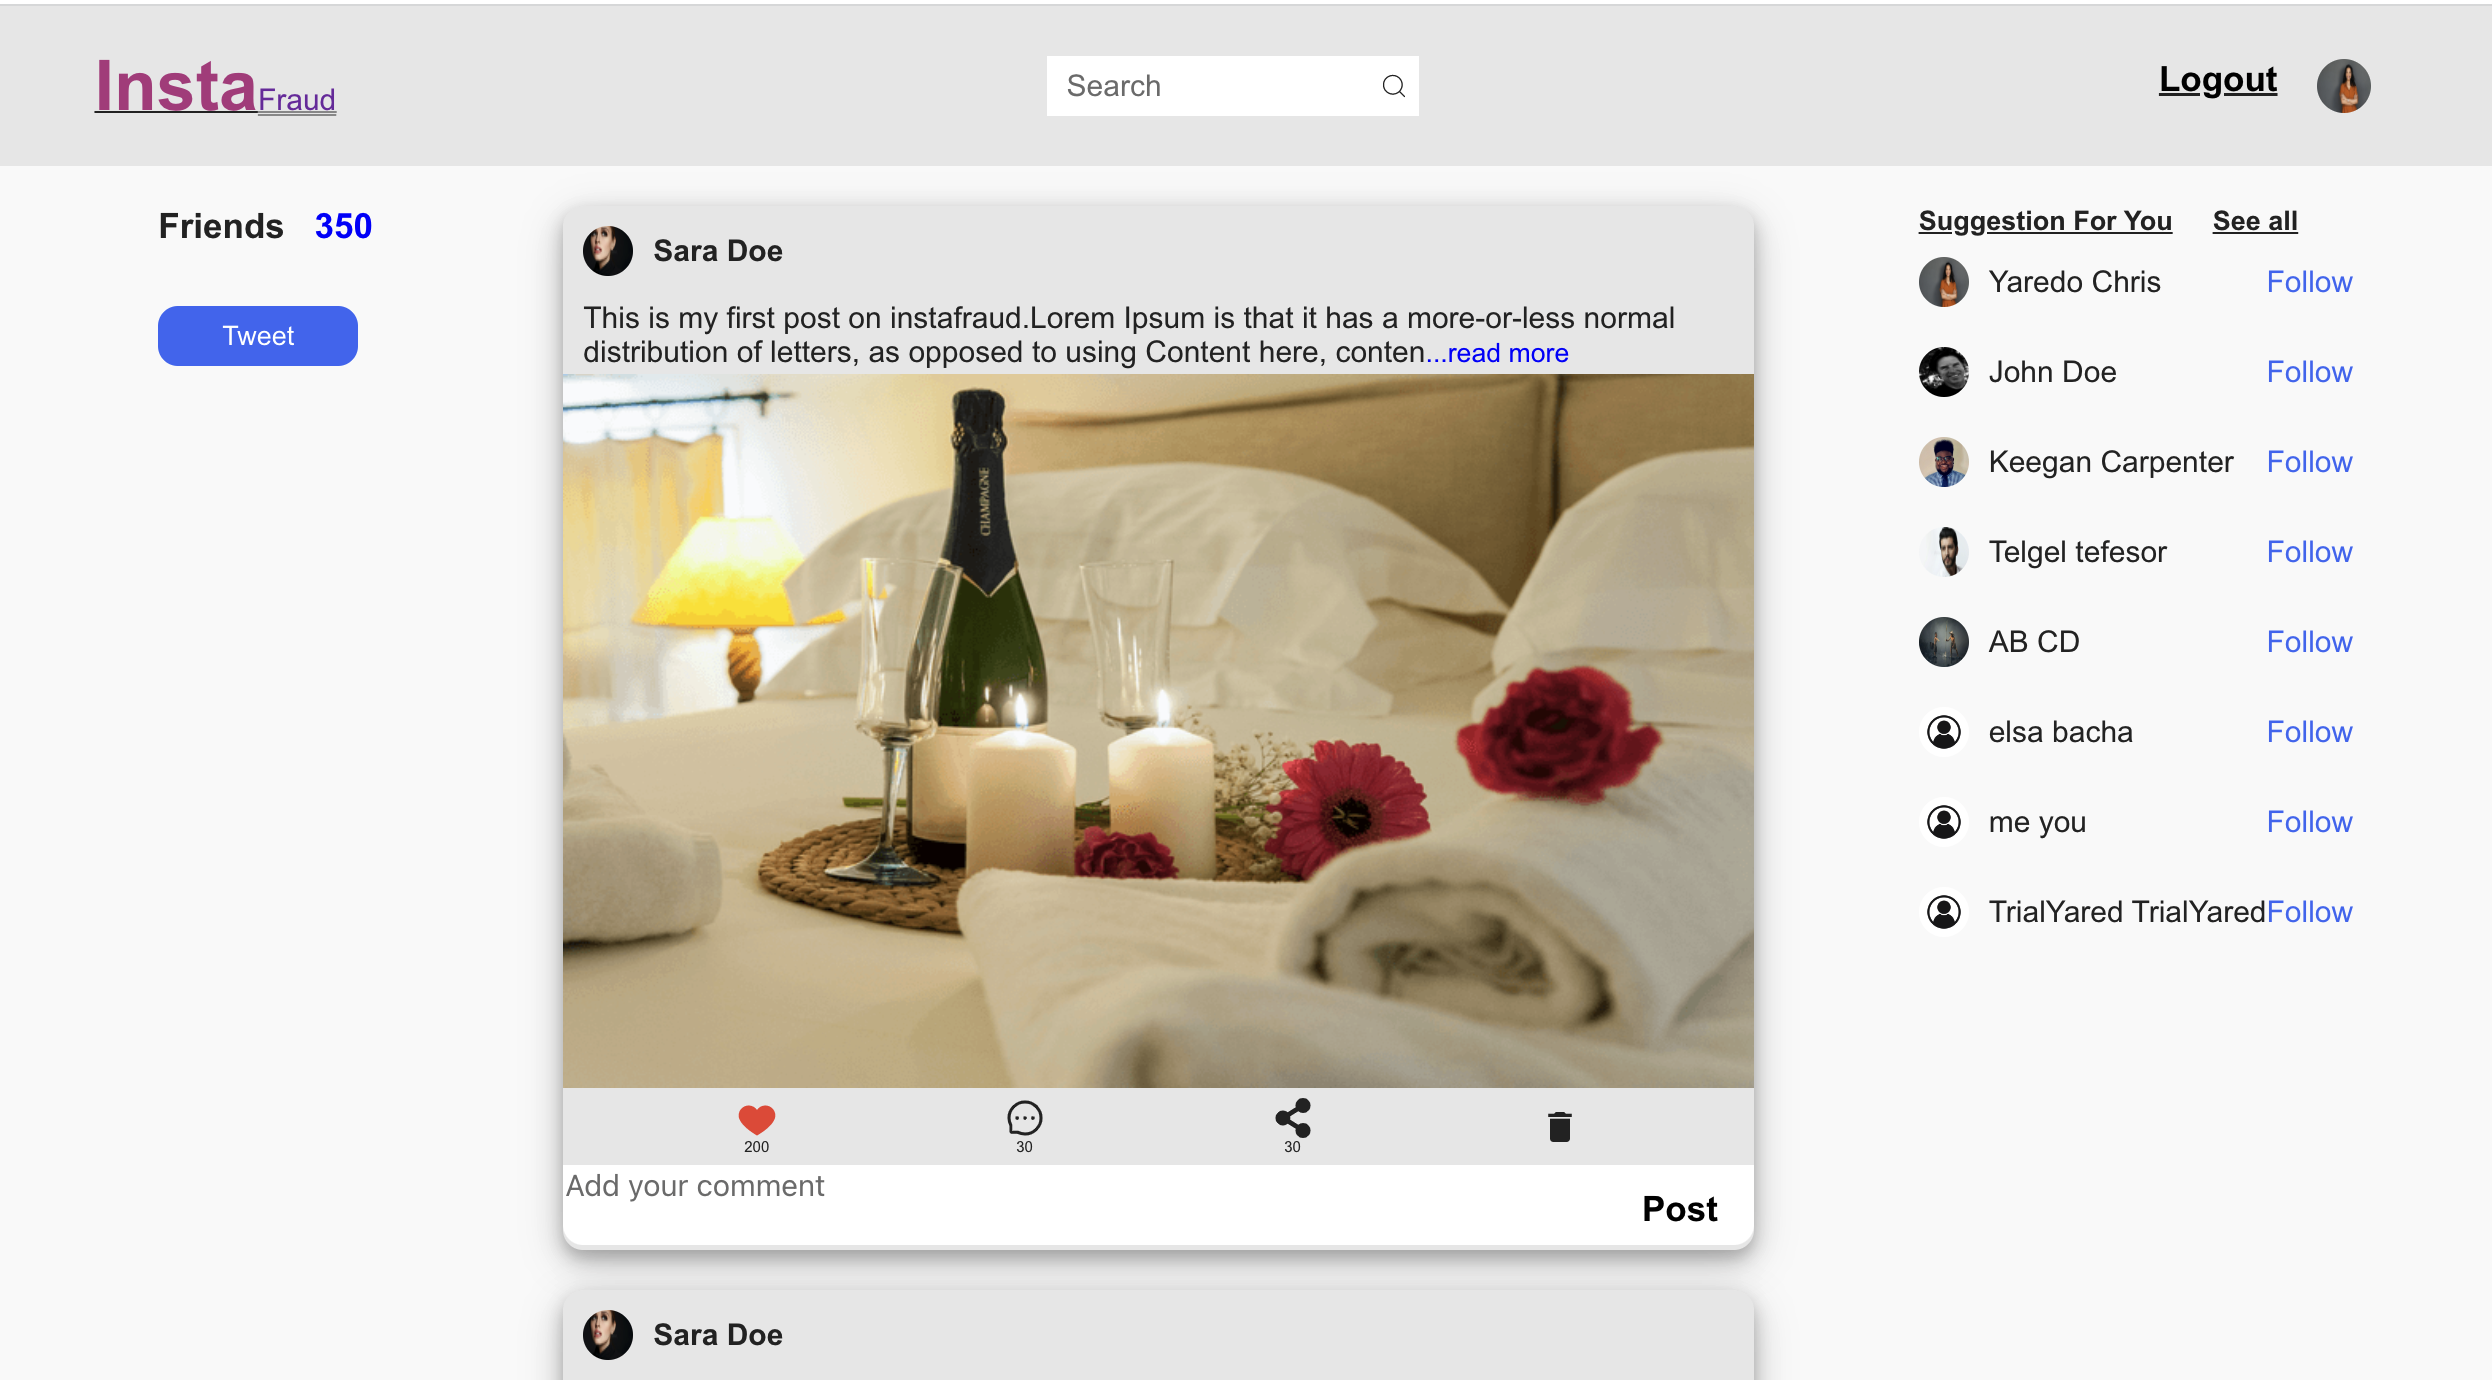 InstaFraud
Search
Logout
Friends 350
Tweet
Sara Doe
This is my first post on instafraud.Lorem Ipsum is that it has a more-or-less normal
distribution of letters, as opposed to using Content here, conten...read more
CHAMPAGNE
200
30
30
Add your comment
Post
Sara Doe
Suggestion For You See all
Yaredo Chris Follow
John Doe Follow
Keegan Carpenter Follow
Telgel tefesor Follow
AB CD Follow
elsa bacha Follow
me you Follow
TrialYared TrialYared Follow